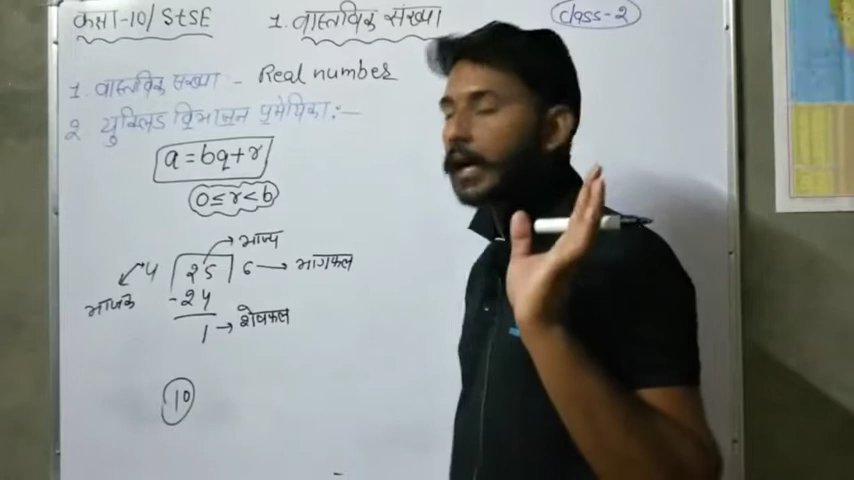 कक्षा-10/StSE
1. वास्तविक संख्या
class-2
1. वास्तविक संख्या - Real number
2 युक्लिड विभाजन प्रमेयिका :-
a = bq + r
0 ≤ r < b
→ भाज्य
भाजक 4 25 6 → भागफल
- 24
1 → शेषफल
10